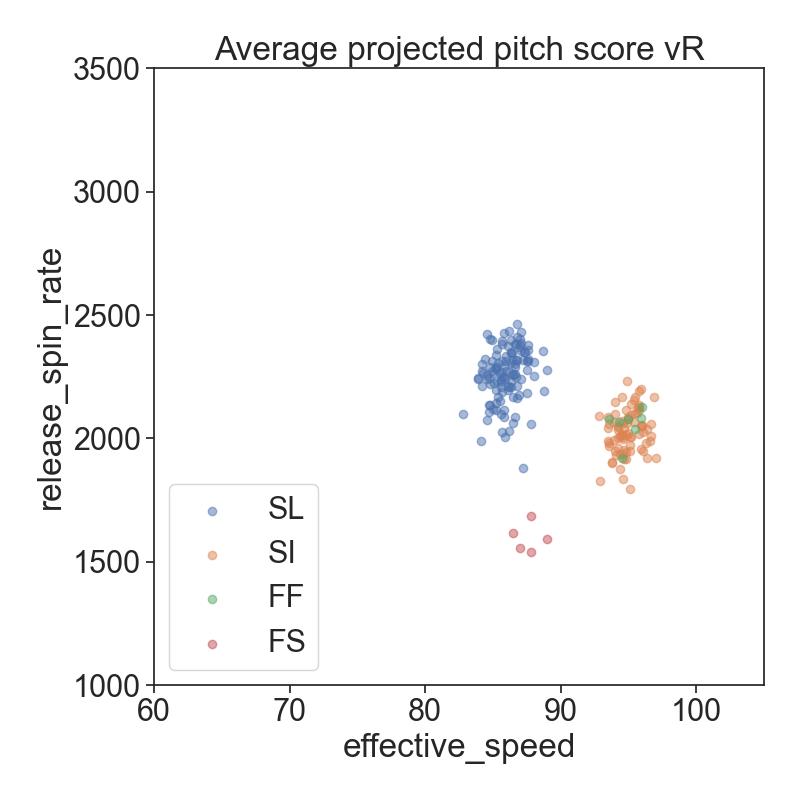 Average projected pitch score vR
3500
3000
2500
2000
1500
1000
release_spin_rate
SL
SI
FF
FS
60 70 80 90 100
effective_speed